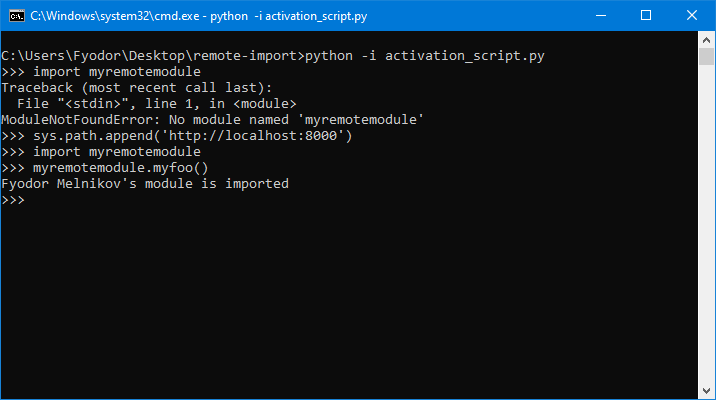 C:\Windows\system32\cmd.exe - python  -i activation_script.py
C:\Users\Fyodor\Desktop\remote-import>python -i activation_script.py
>>> import myremotemodule
Traceback (most recent call last):
  File "<stdin>", line 1, in <module>
ModuleNotFoundError: No module named 'myremotemodule'
>>> sys.path.append('http://localhost:8000')
>>> import myremotemodule
>>> myremotemodule.myfoo()
Fyodor Melnikov's module is imported
>>>